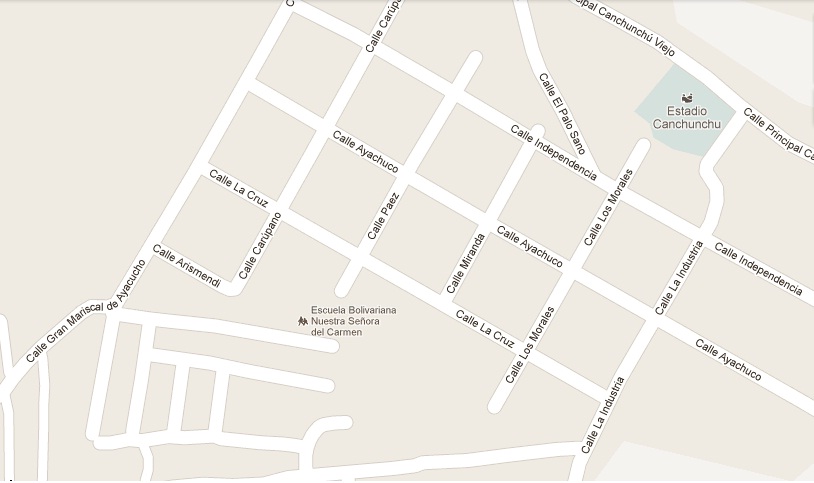 C
Calle Carúpa
cipal Canchunchú Viejo
Calle El Palo Sano
Estadio
Canchunchu
Calle Principal Ca
Calle Ayachuco
Calle Independencia
Calle La Cruz
Calle Paez
Calle Los Morales
Calle Carúpano
Calle Miranda
Calle Ayachuco
Calle La Industria
Calle Independencia
Calle Arismendi
Calle Gran Mariscal de Ayacucho
Escuela Bolivariana
Nuestra Señora
del Carmen
Calle La Cruz
Calle Los Morales
Calle Ayachuco
Calle La Industria